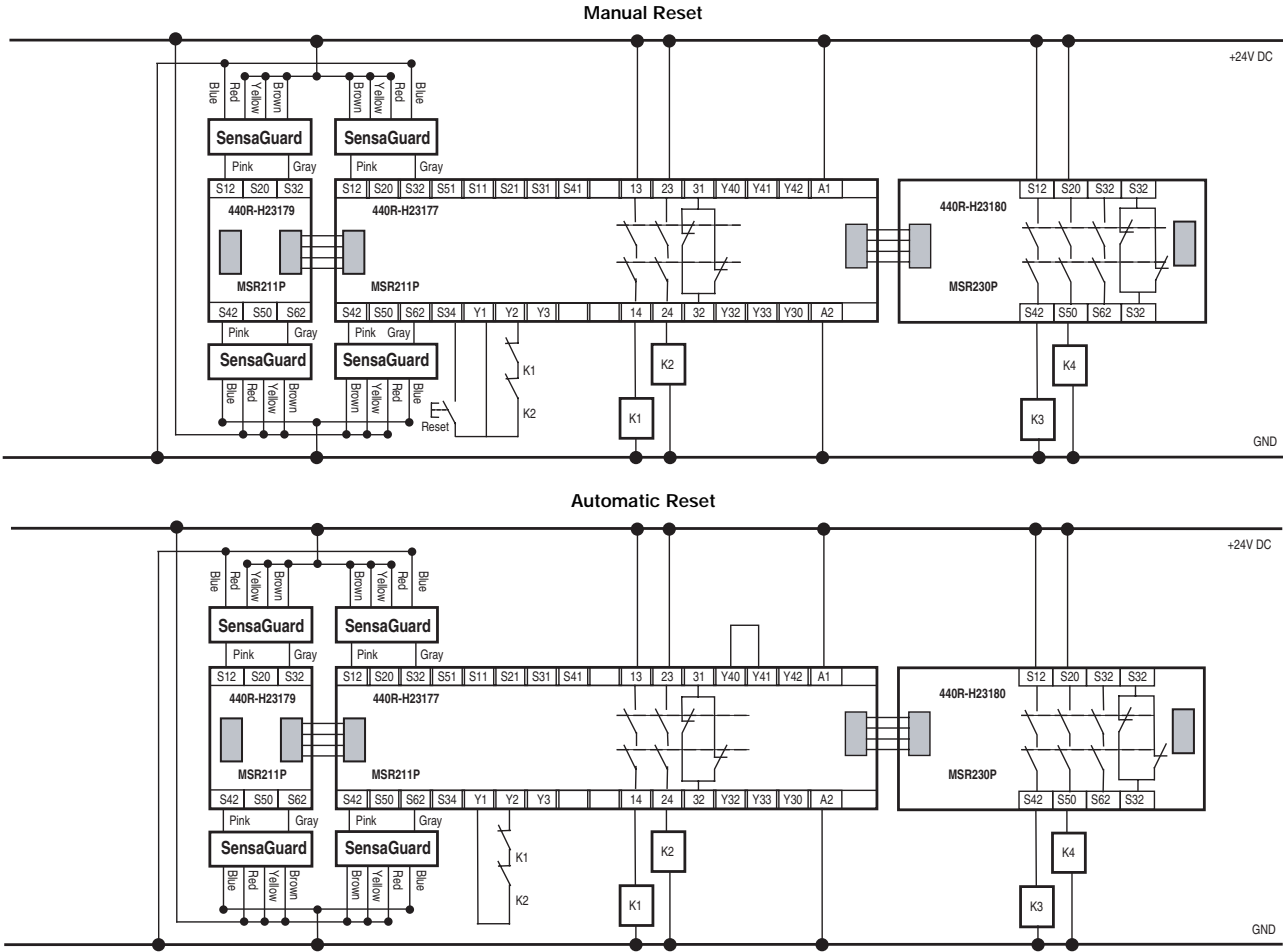 Manual Reset
+24V DC
Blue Red Yellow Brown Brown Yellow Red Blue
SensaGuard SensaGuard
Pink Gray Pink Gray
S12 S20 S32 S12 S20 S32 S51 S11 S21 S31 S41 13 23 31 Y40 Y41 Y42 A1 S12 S20 S32 S32
440R-H23179 440R-H23177 440R-H23180
MSR211P MSR211P MSR230P
S42 S50 S62 S42 S50 S62 S34 Y1 Y2 Y3 14 24 32 Y32 Y33 Y30 A2 S42 S50 S62 S32
Pink Gray Pink Gray
SensaGuard SensaGuard K1 K2 K4
Blue Red Yellow Brown Brown Yellow Red Blue
Reset K2 K1 K3
GND
Automatic Reset
+24V DC
Blue Red Yellow Brown Brown Yellow Red Blue
SensaGuard SensaGuard
Pink Gray Pink Gray
S12 S20 S32 S12 S20 S32 S51 S11 S21 S31 S41 13 23 31 Y40 Y41 Y42 A1 S12 S20 S32 S32
440R-H23179 440R-H23177 440R-H23180
MSR211P MSR211P MSR230P
S42 S50 S62 S42 S50 S62 S34 Y1 Y2 Y3 14 24 32 Y32 Y33 Y30 A2 S42 S50 S62 S32
Pink Gray Pink Gray
SensaGuard SensaGuard K1 K2 K4
Blue Red Yellow Brown Brown Yellow Red Blue
K2 K1 K3
GND